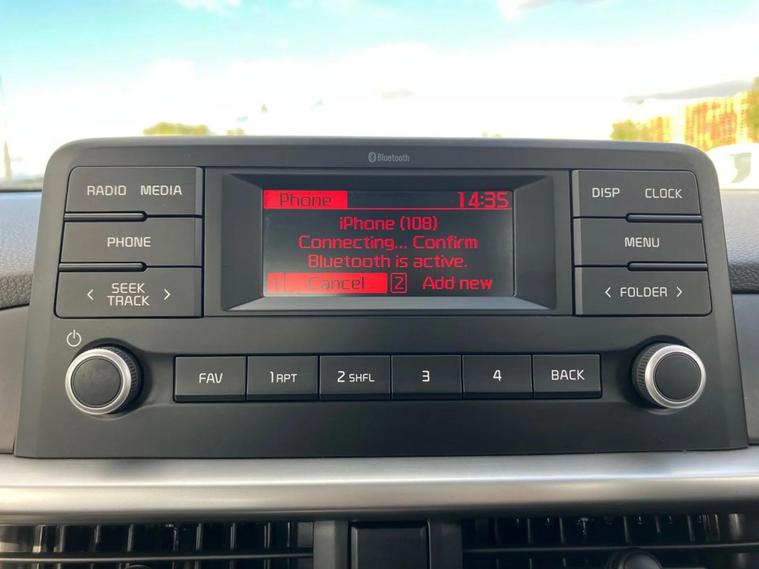 Bluetooth
RADIO MEDIA
PHONE
< SEEK TRACK >
Phone 14:35
iPhone (108)
Connecting... Confirm
Bluetooth is active.
1 Cancel 2 Add new
DISP CLOCK
MENU
< FOLDER >
FAV 1 RPT 2 SHFL 3 4 BACK